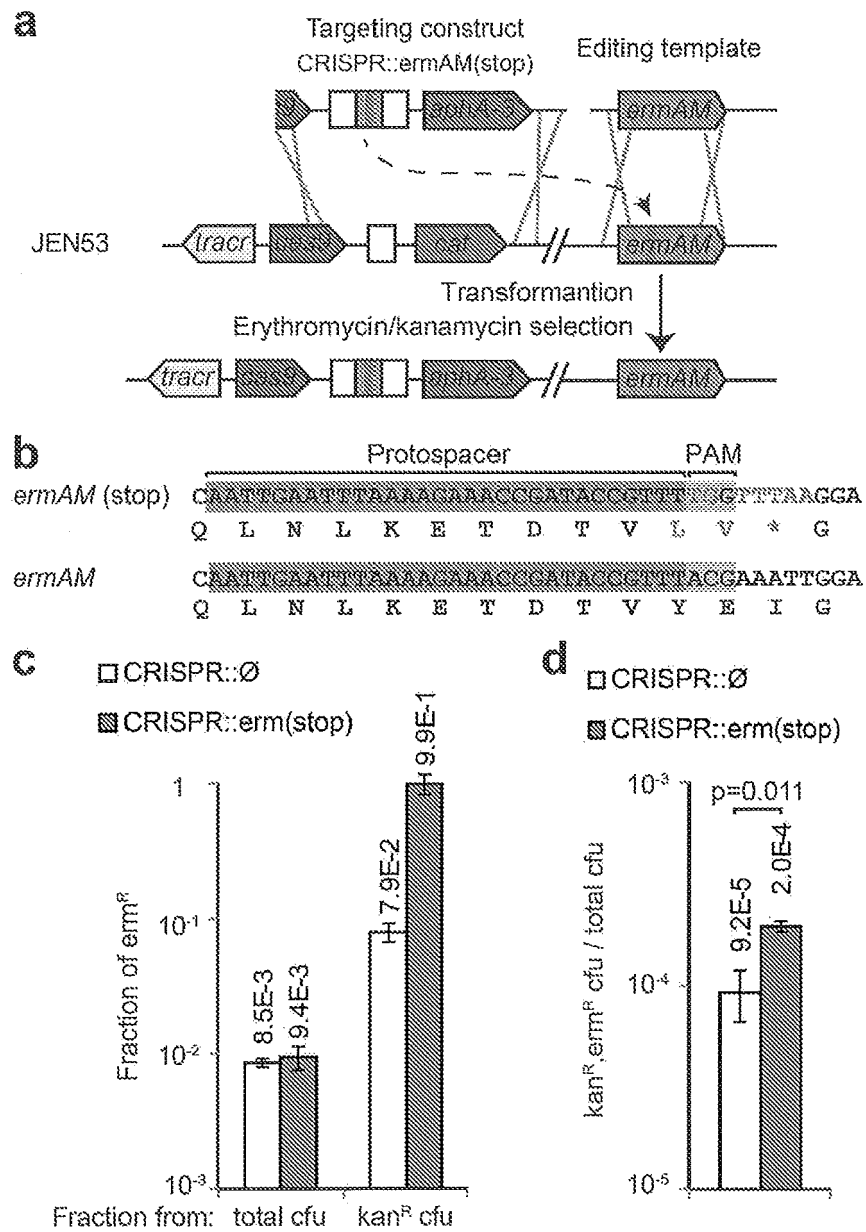 a
Targeting construct
CRISPR::ermAM(stop)
Editing template
ermAM
JEN53
tracr
cat
ermAM
Transformantion
Erythromycin/kanamycin selection
tracr
cas9
ermAM
b
Protospacer
PAM
ermAM (stop)
CAATTGAATTTAAAAGAAACCGATACCGTTT
TTTAAGGA
Q L N L K E T D T V L V * G
ermAM
CAATTGAATTTAAAAGAAACCGATACCGTTTACGAAATTGGA
Q L N L K E T D T V Y E I G
c
CRISPR::Ø
CRISPR::erm(stop)
Fraction of ermᴿ
1
10⁻¹
10⁻²
10⁻³
8.5E-3
9.4E-3
7.9E-2
9.9E-1
Fraction from: total cfu kanᴿ cfu
d
CRISPR::Ø
CRISPR::erm(stop)
kanᴿ,ermᴿ cfu / total cfu
10⁻³
10⁻⁴
10⁻⁵
p=0.011
9.2E-5
2.0E-4